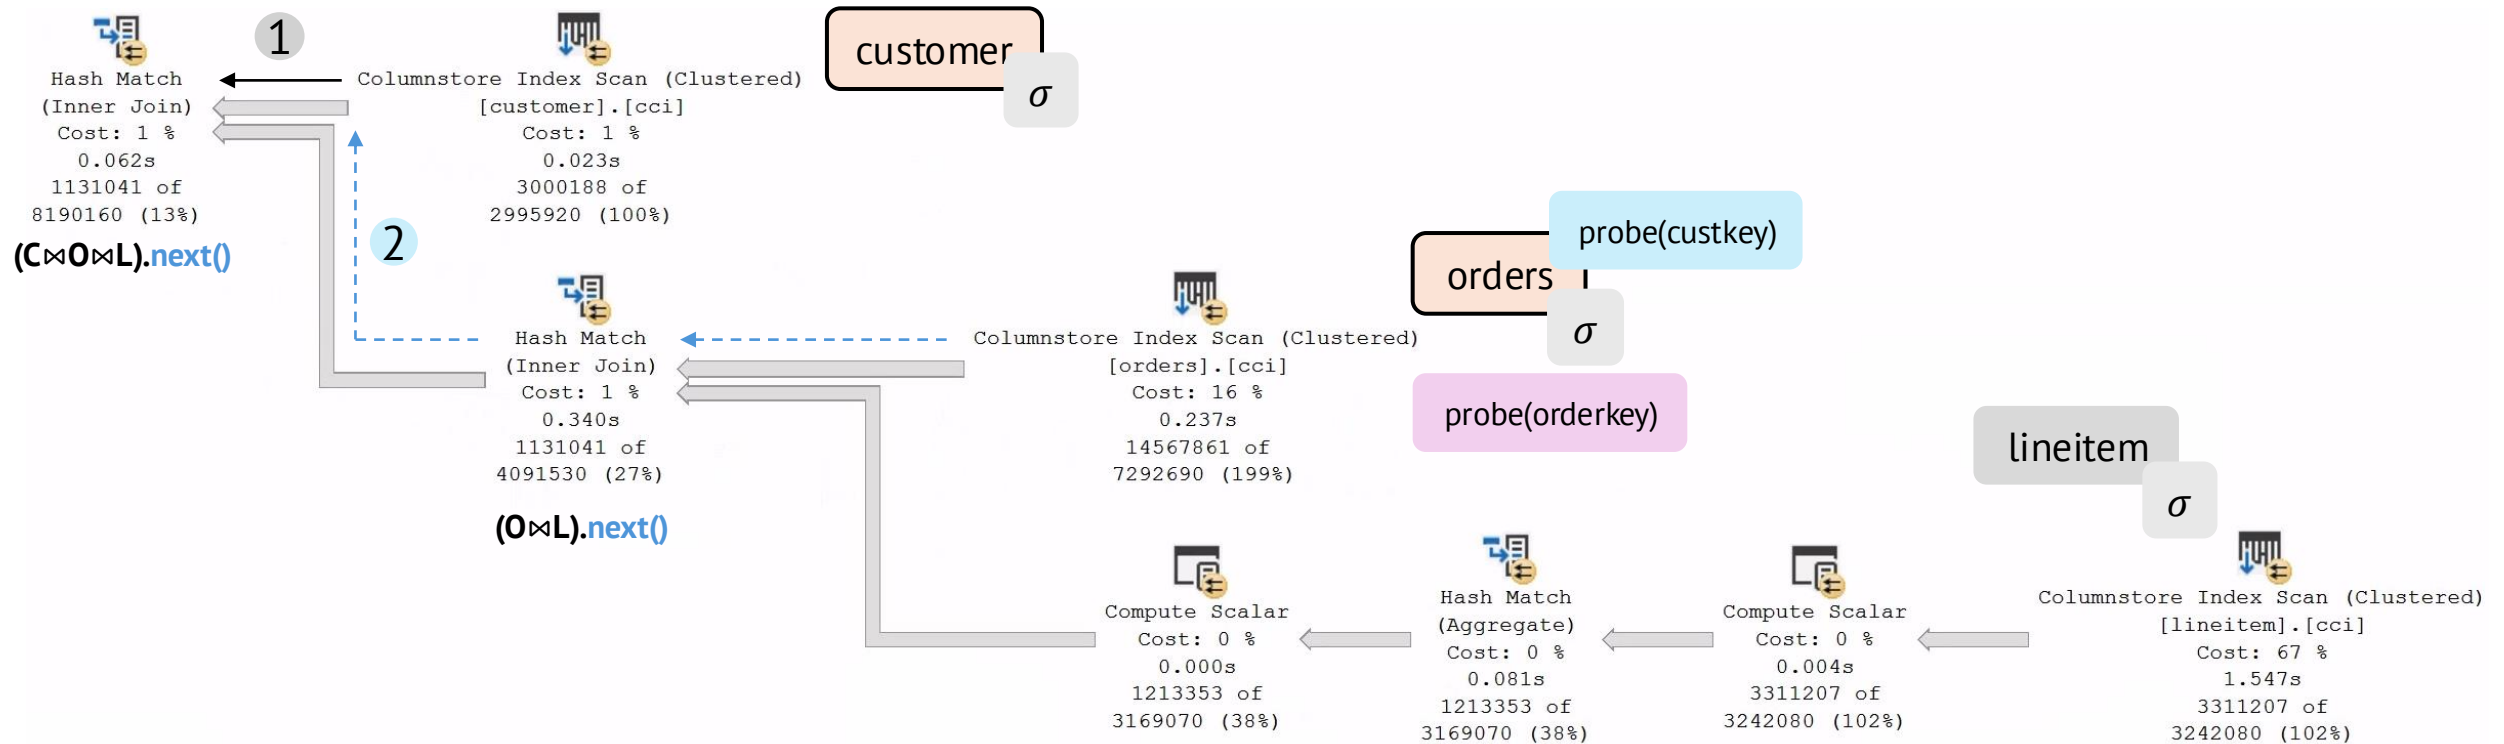 1
customer
σ
Hash Match
(Inner Join)
Cost: 1 %
0.062s
1131041 of
8190160 (13%)
(C⋈O⋈L).next()
Columnstore Index Scan (Clustered)
[customer].[cci]
Cost: 1 %
0.023s
3000188 of
2995920 (100%)
2
probe(custkey)
orders
σ
Hash Match
(Inner Join)
Cost: 1 %
0.340s
1131041 of
4091530 (27%)
(O⋈L).next()
Columnstore Index Scan (Clustered)
[orders].[cci]
Cost: 16 %
0.237s
14567861 of
7292690 (199%)
probe(orderkey)
lineitem
σ
Compute Scalar
Cost: 0 %
0.000s
1213353 of
3169070 (38%)
Hash Match
(Aggregate)
Cost: 0 %
0.081s
1213353 of
3169070 (38%)
Compute Scalar
Cost: 0 %
0.004s
3311207 of
3242080 (102%)
Columnstore Index Scan (Clustered)
[lineitem].[cci]
Cost: 67 %
1.547s
3311207 of
3242080 (102%)